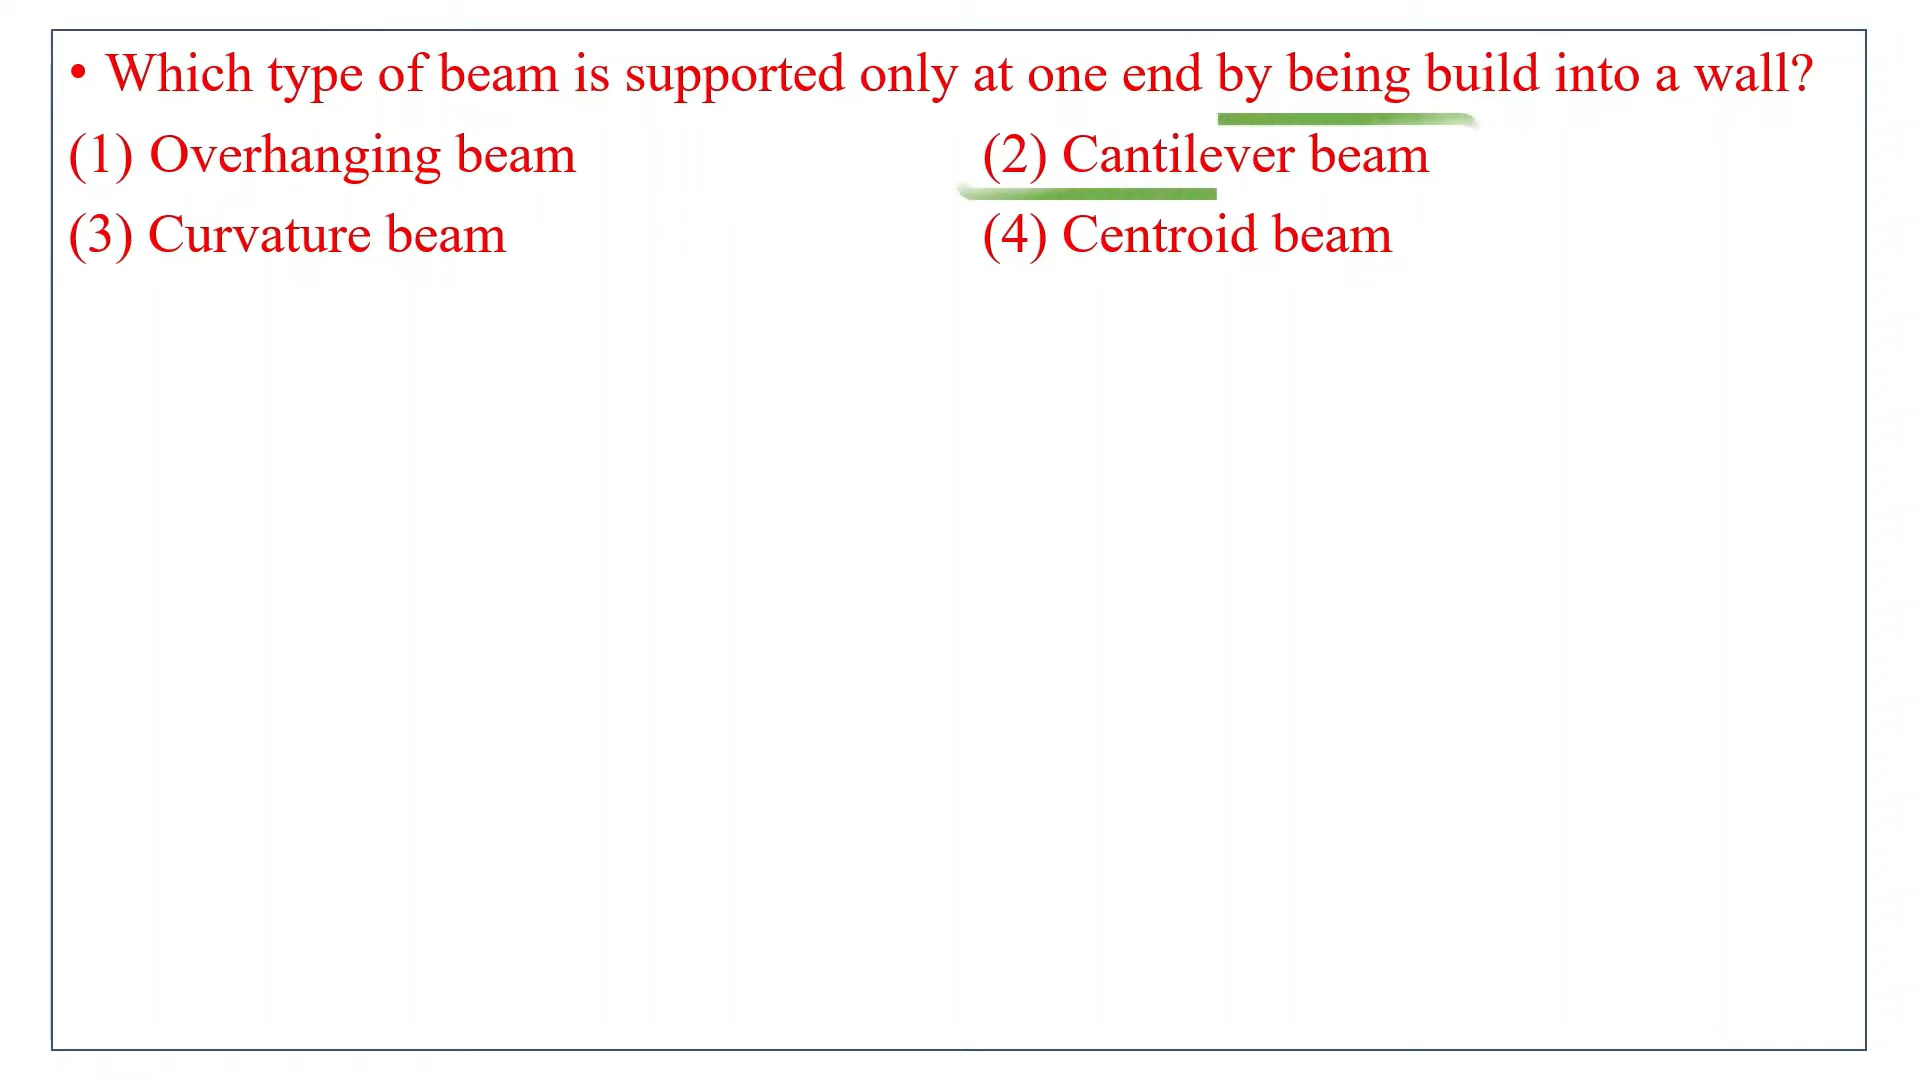 • Which type of beam is supported only at one end by being build into a wall?
(1) Overhanging beam (2) Cantilever beam
(3) Curvature beam (4) Centroid beam